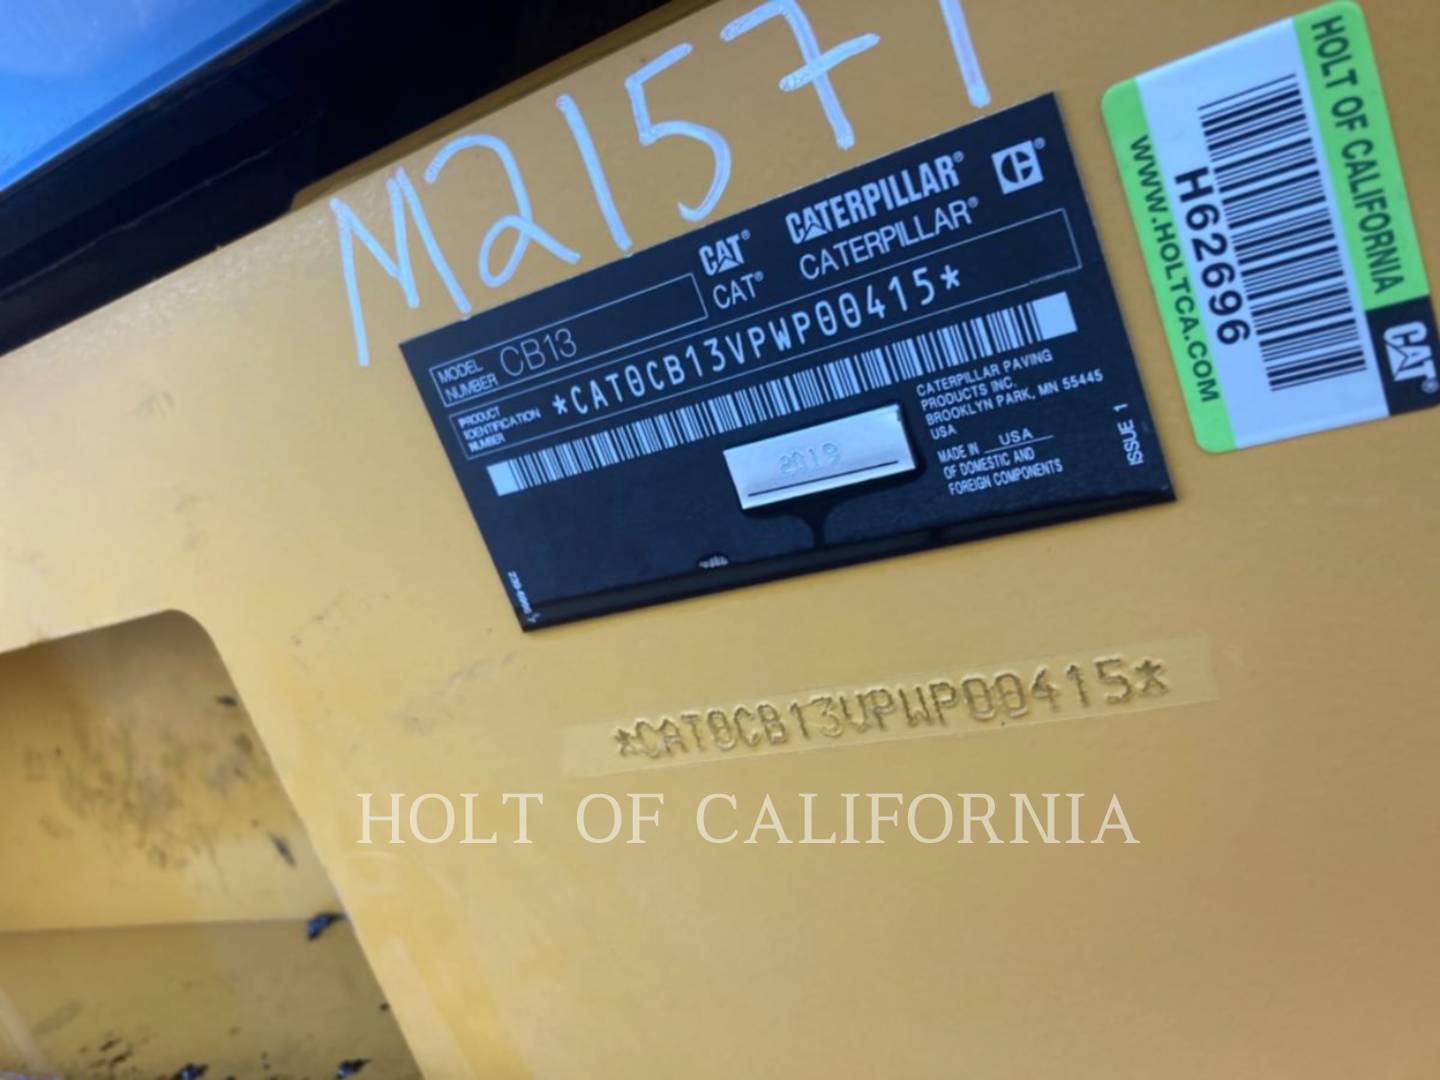 M21571
CAT® CATERPILLAR®
CAT® CATERPILLAR®
MODEL NUMBER CB13
PRODUCT IDENTIFICATION NUMBER *CAT0CB13VPWP00415*
CATERPILLAR PAVING
PRODUCTS INC.
BROOKLYN PARK, MN 55445
USA
2019
MADE IN USA
OF DOMESTIC AND
FOREIGN COMPONENTS
ISSUE 1
HOLT OF CALIFORNIA
CAT®
H62696
WWW.HOLTCA.COM
*CAT0CB13VPWP00415*
HOLT OF CALIFORNIA